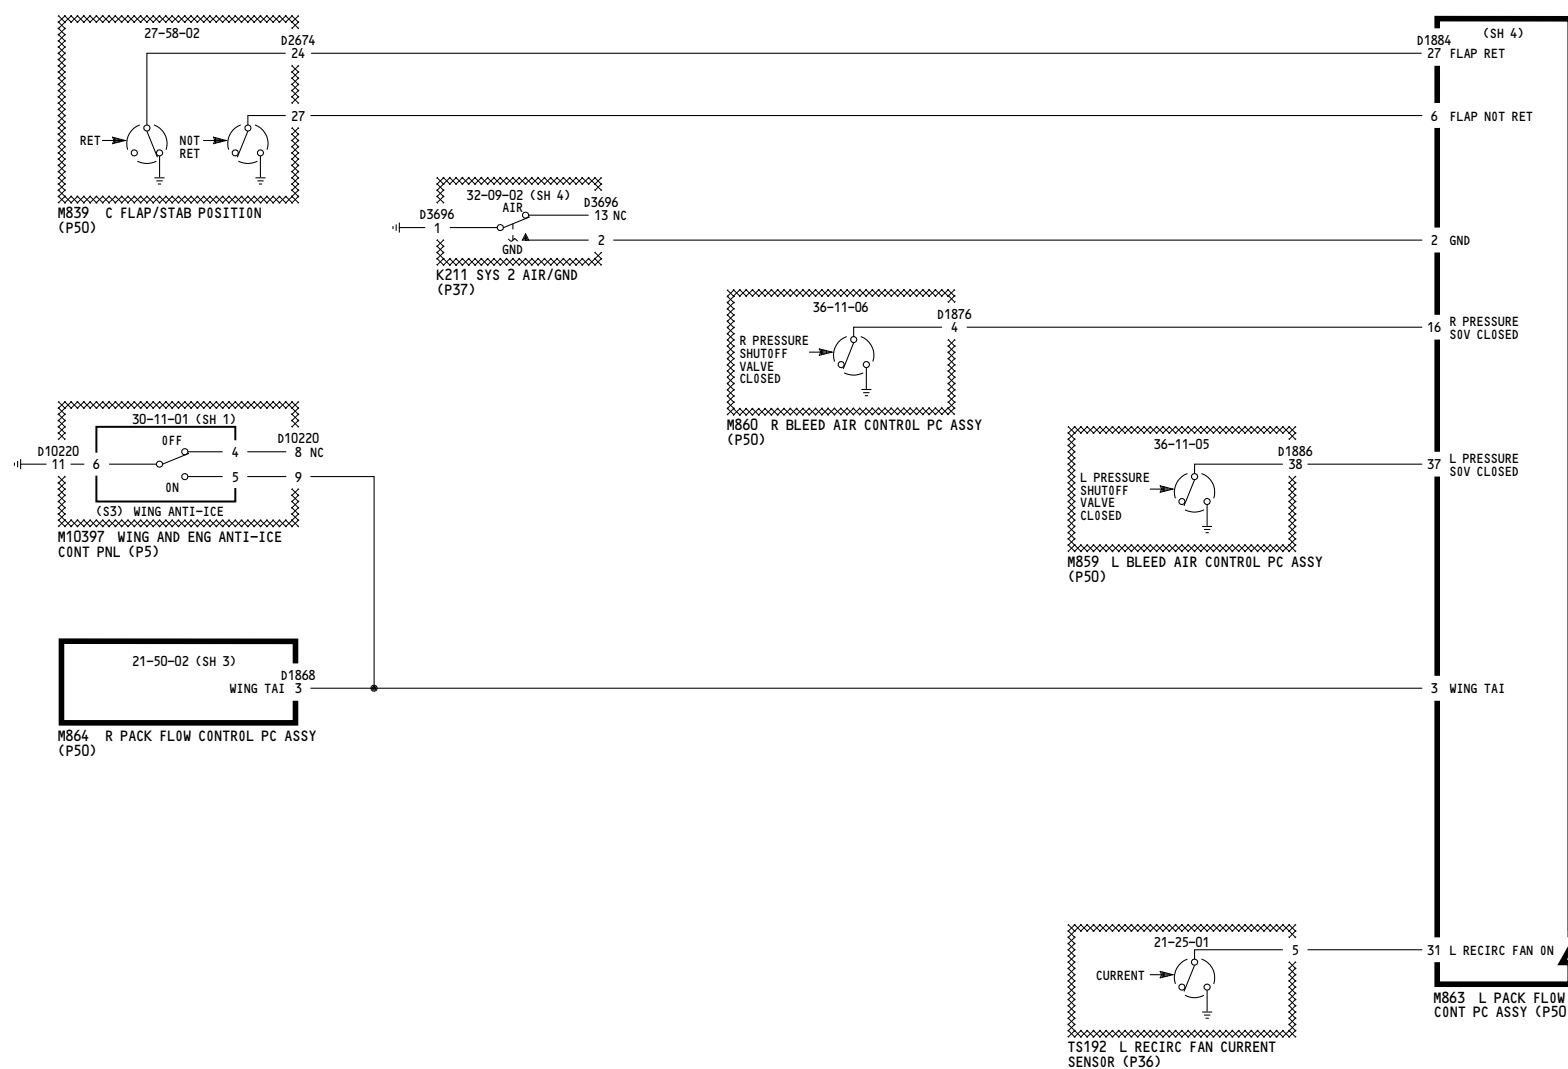 27-58-02
D2674
24
27
RET
NOT
RET
M839 C FLAP/STAB POSITION
(P50)
(SH 4)
D1884
27 FLAP RET
6 FLAP NOT RET
32-09-02 (SH 4)
AIR
D3696
1
D3696
13 NC
2
GND
K211 SYS 2 AIR/GND
(P37)
2 GND
36-11-06
D1876
4
R PRESSURE
SHUTOFF
VALVE
CLOSED
M860 R BLEED AIR CONTROL PC ASSY
(P50)
16 R PRESSURE
SOV CLOSED
30-11-01 (SH 1)
OFF
D10220
11
6
4
D10220
8 NC
5
9
ON
(S3) WING ANTI-ICE
M10397 WING AND ENG ANTI-ICE
CONT PNL (P5)
36-11-05
D1886
38
L PRESSURE
SHUTOFF
VALVE
CLOSED
M859 L BLEED AIR CONTROL PC ASSY
(P50)
37 L PRESSURE
SOV CLOSED
21-50-02 (SH 3)
D1868
WING TAI 3
M864 R PACK FLOW CONTROL PC ASSY
(P50)
3 WING TAI
21-25-01
5
CURRENT
TS192 L RECIRC FAN CURRENT
SENSOR (P36)
31 L RECIRC FAN ON
M863 L PACK FLOW
CONT PC ASSY (P50